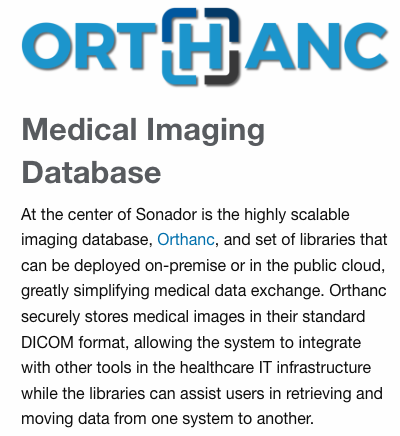 ORTHANC
Medical Imaging
Database
At the center of Sonador is the highly scalable
imaging database, Orthanc, and set of libraries that
can be deployed on-premise or in the public cloud,
greatly simplifying medical data exchange. Orthanc
securely stores medical images in their standard
DICOM format, allowing the system to integrate
with other tools in the healthcare IT infrastructure
while the libraries can assist users in retrieving and
moving data from one system to another.